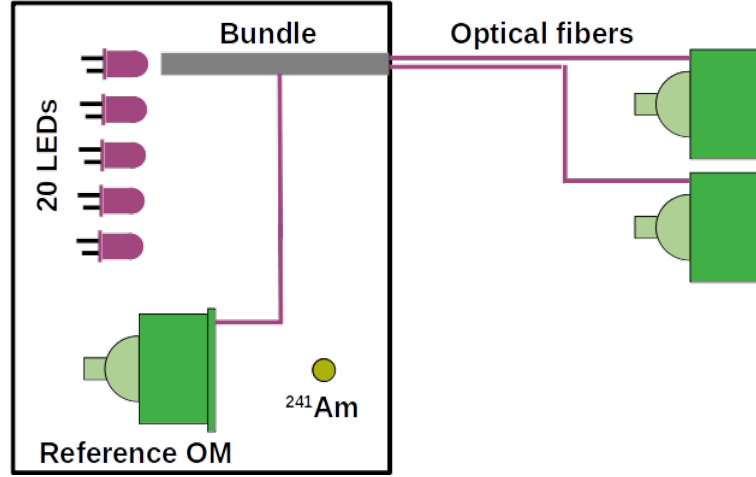 Bundle
Optical fibers
20 LEDs
²⁴¹Am
Reference OM